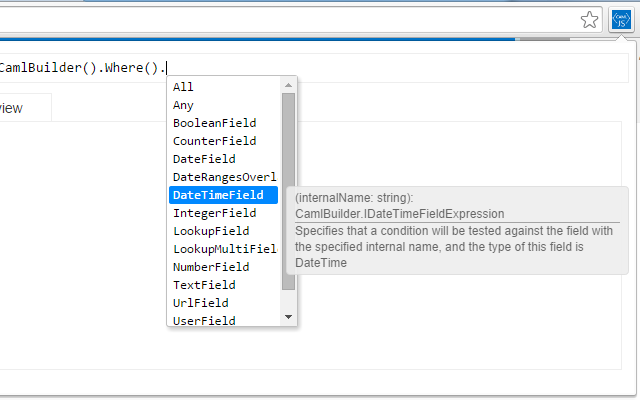 CAML
JS
CamlBuilder().Where().
view
All
Any
BooleanField
CounterField
DateField
DateRangesOverl
DateTimeField
IntegerField
LookupField
LookupMultiFiel
NumberField
TextField
UrlField
UserField
(internalName: string):
CamlBuilder.IDateTimeFieldExpression
Specifies that a condition will be tested against the field with
the specified internal name, and the type of this field is
DateTime